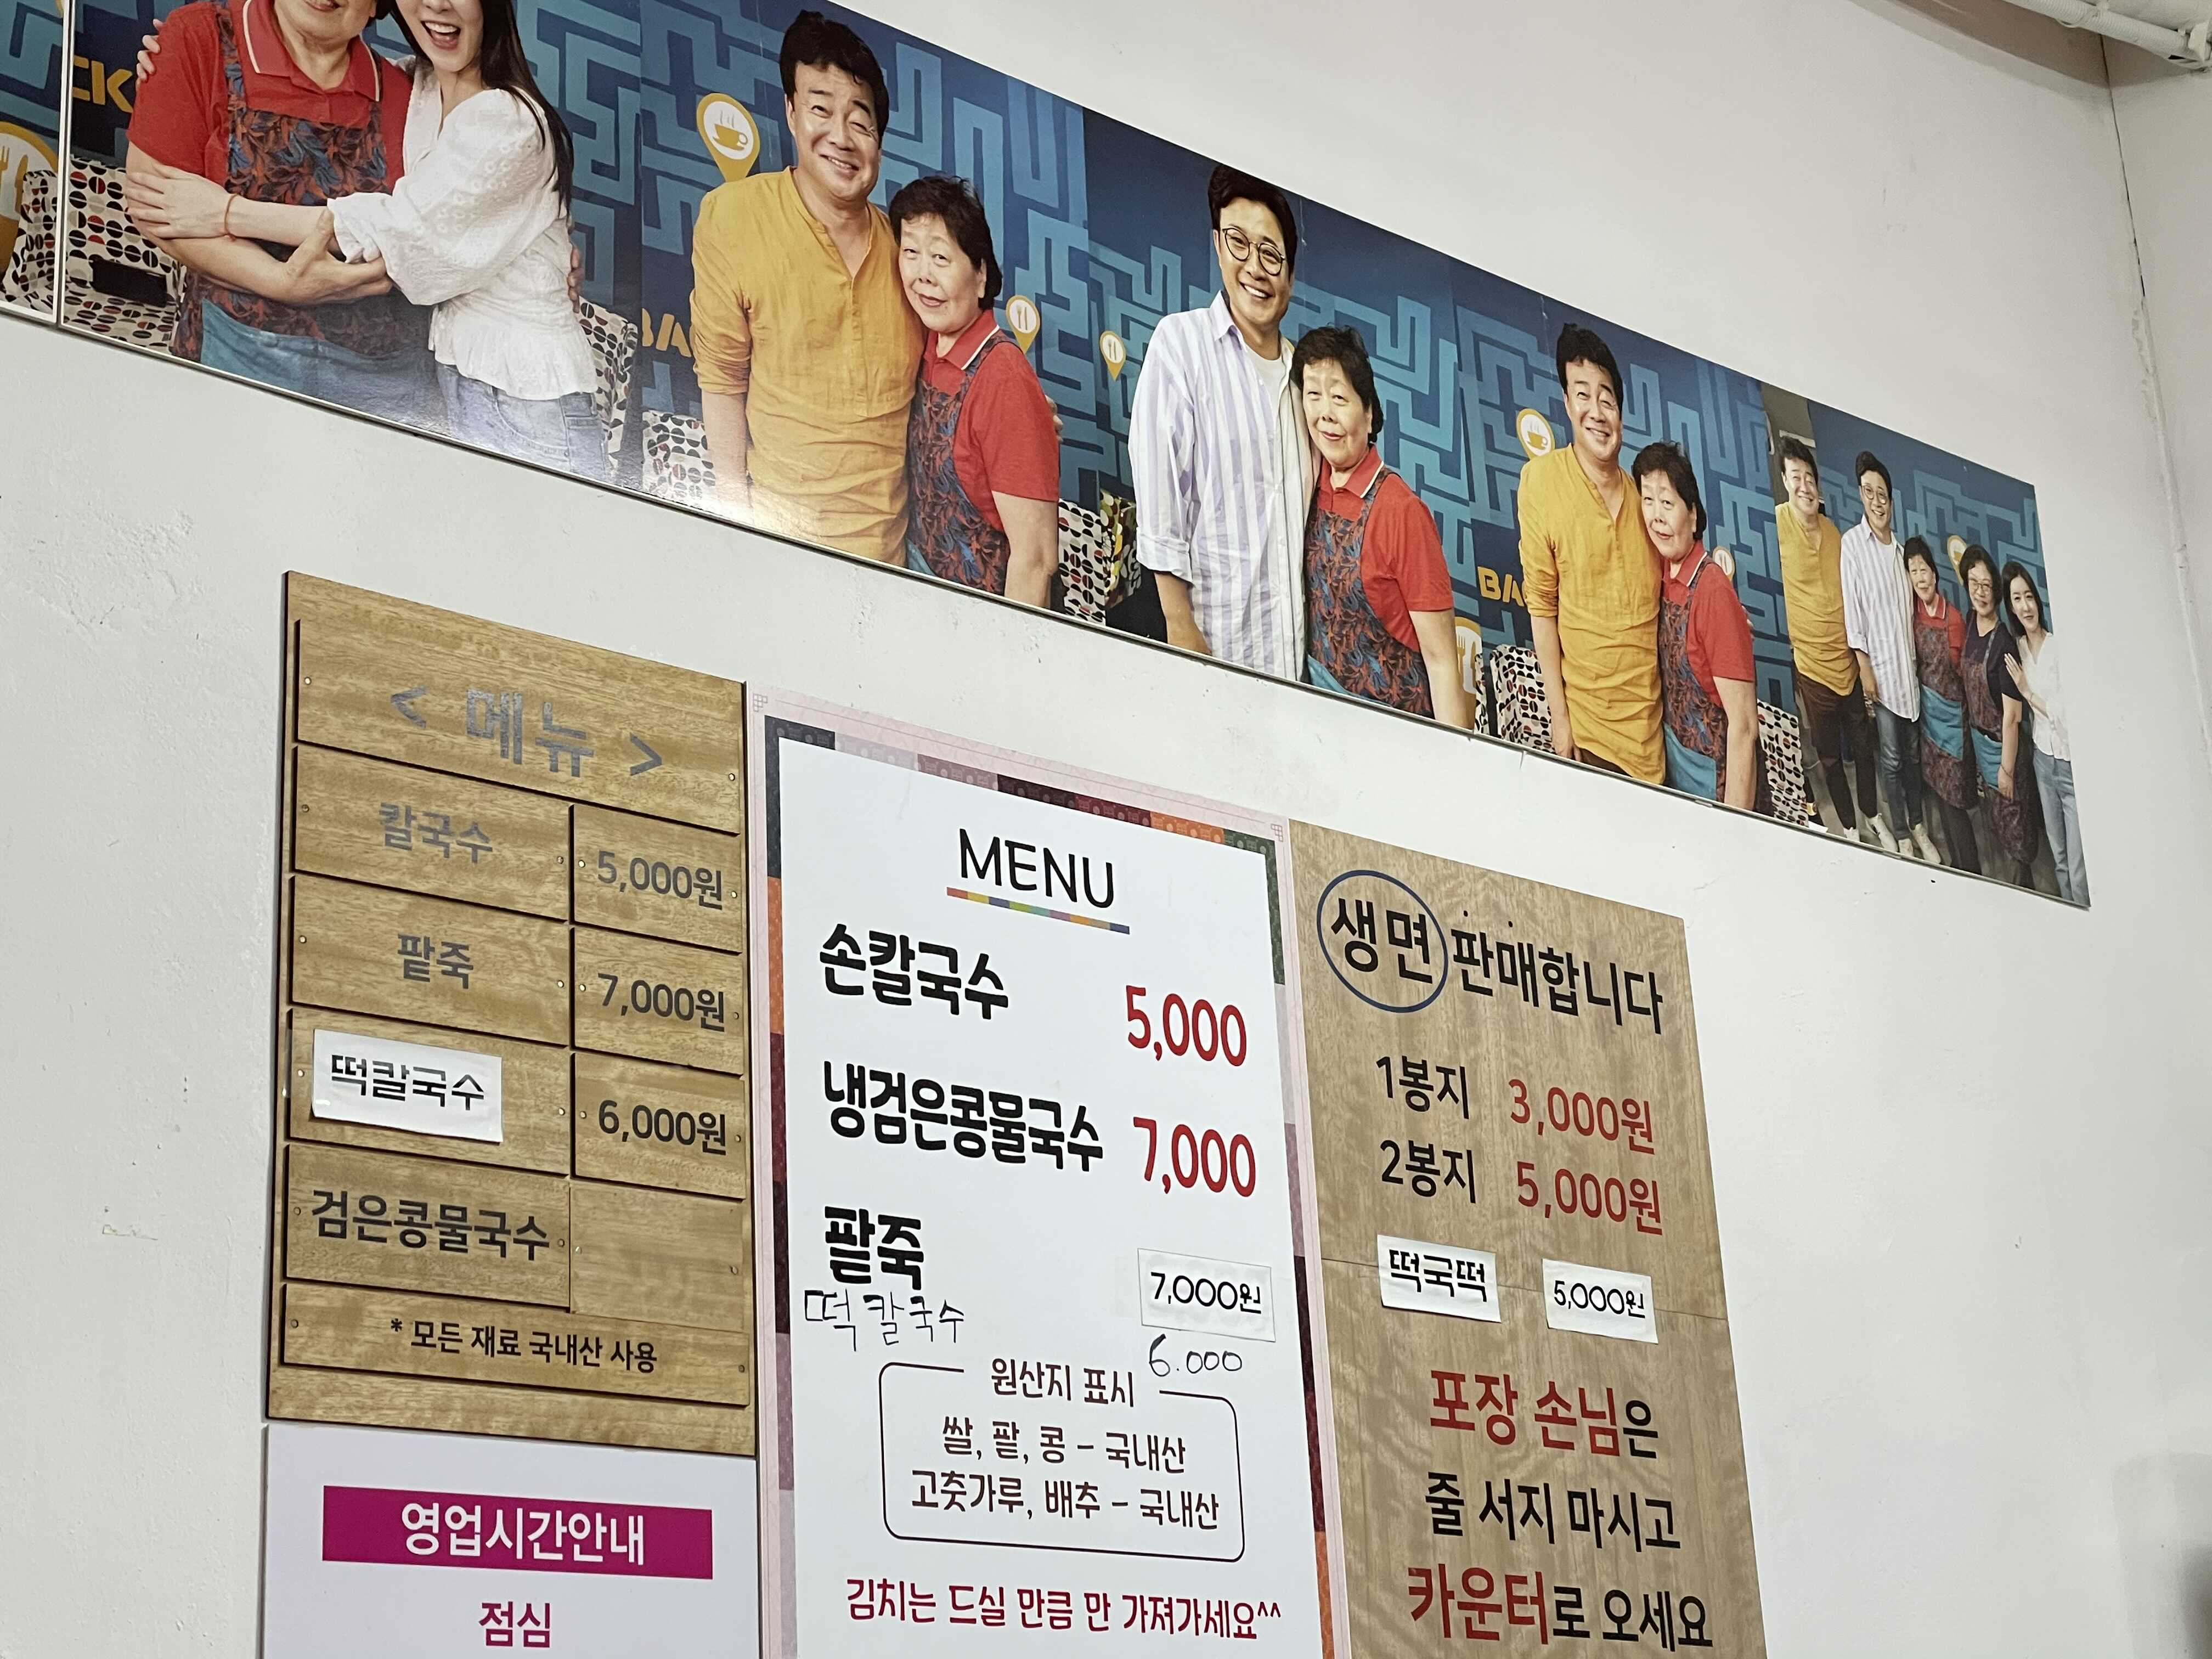 < 메뉴 >
칼국수 5,000원
팥죽 7,000원
떡칼국수 6,000원
검은콩물국수
* 모든 재료 국내산 사용
영업시간안내
점심
MENU
손칼국수 5,000
냉검은콩물국수 7,000
팥죽 7,000원
떡칼국수 6.000
원산지 표시
쌀, 팥, 콩 - 국내산
고춧가루, 배추 - 국내산
김치는 드실 만큼 만 가져가세요^^
생면 판매합니다
1봉지 3,000원
2봉지 5,000원
떡국떡 5,000원
포장 손님은
줄 서지 마시고
카운터로 오세요